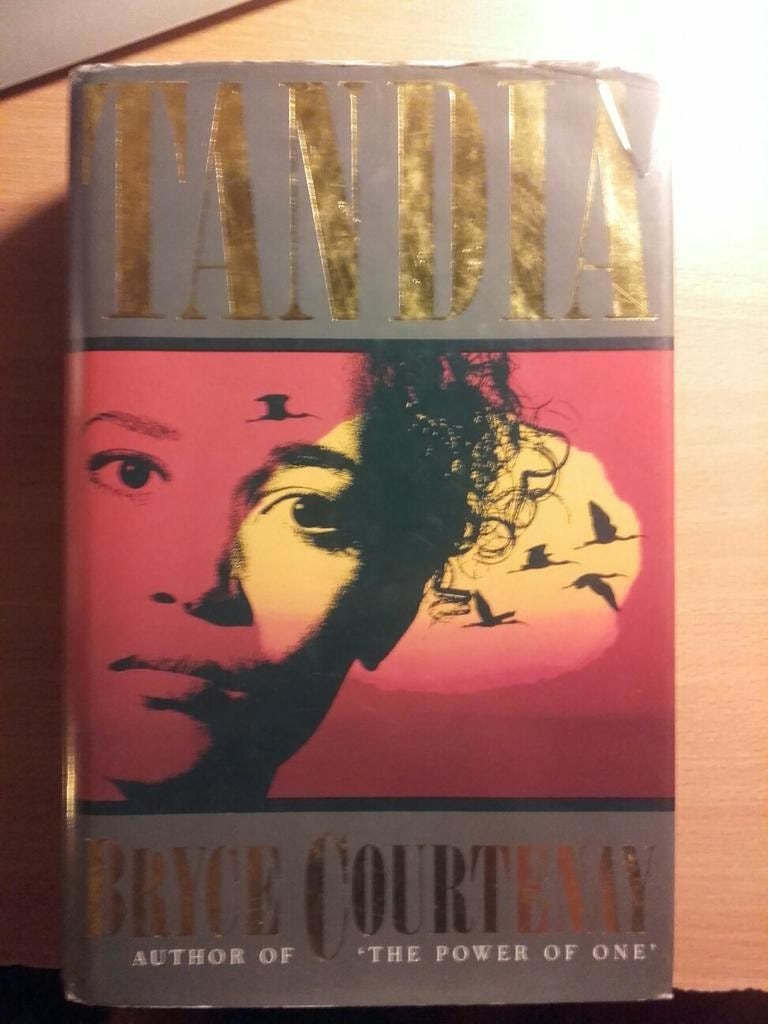 TANDIA
BRYCE COURTENAY
AUTHOR OF 'THE POWER OF ONE'